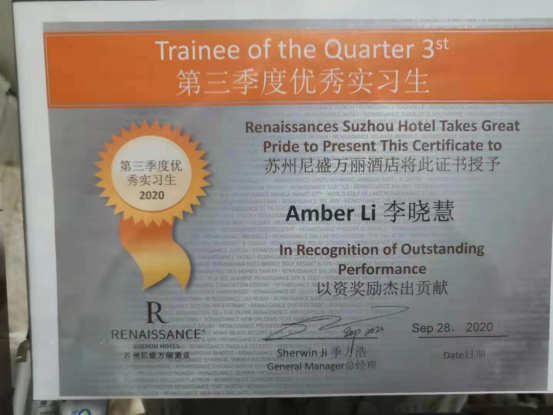 Trainee of the Quarter 3st
第三季度优秀实习生
Renaissances Suzhou Hotel Takes Great
Pride to Present This Certificate to
苏州尼盛万丽酒店将此证书授予
第三季度优
秀实习生
2020
Amber Li 李晓慧
In Recognition of Outstanding
Performance
以资奖励杰出贡献
R
RENAISSANCE
SUZHOU HOTEL
苏州尼盛万丽酒店
Sep 28，2020
Sherwin Ji 季方浩
General Manager总经理
Date日期